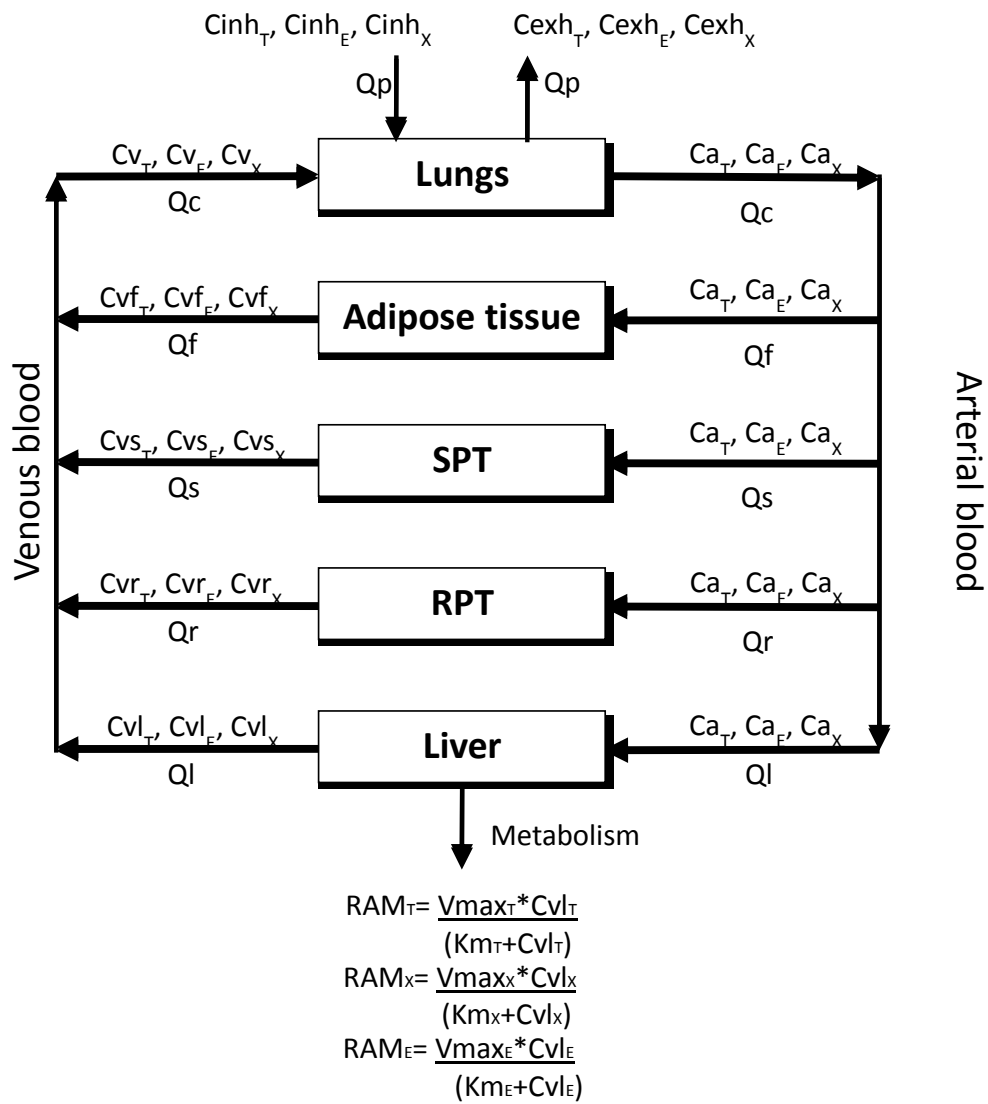 Cinh_T, Cinh_E, Cinh_X
Cexh_T, Cexh_E, Cexh_X
Qp
Qp
Cv_T, Cv_E, Cv_X
Lungs
Ca_T, Ca_E, Ca_X
Qc
Qc
Cvf_T, Cvf_E, Cvf_X
Adipose tissue
Ca_T, Ca_E, Ca_X
Qf
Qf
Venous blood
Arterial blood
Cvs_T, Cvs_E, Cvs_X
SPT
Ca_T, Ca_E, Ca_X
Qs
Qs
Cvr_T, Cvr_E, Cvr_X
RPT
Ca_T, Ca_E, Ca_X
Qr
Qr
Cvl_T, Cvl_E, Cvl_X
Liver
Ca_T, Ca_E, Ca_X
Ql
Ql
Metabolism
RAM_T= Vmax_T*Cvl_T
(Km_T+Cvl_T)
RAM_X= Vmax_X*Cvl_X
(Km_X+Cvl_X)
RAM_E= Vmax_E*Cvl_E
(Km_E+Cvl_E)